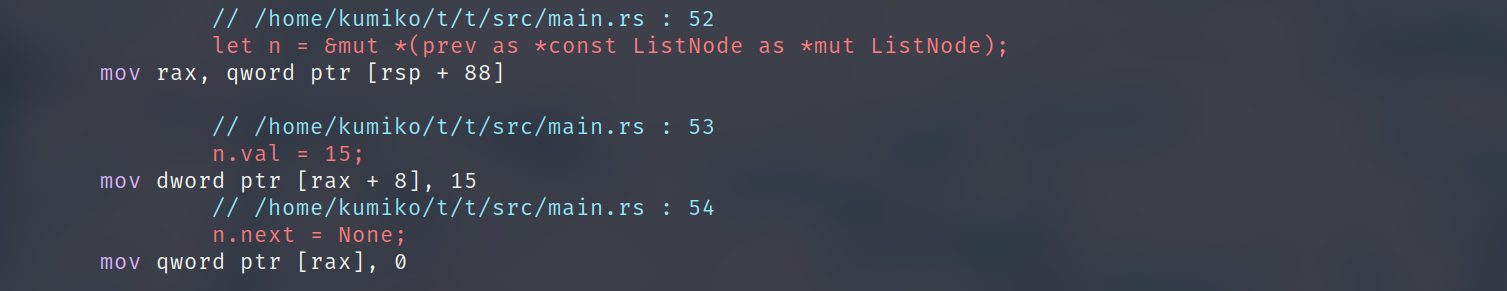 // /home/kumiko/t/t/src/main.rs : 52
let n = &mut *(prev as *const ListNode as *mut ListNode);
mov rax, qword ptr [rsp + 88]
// /home/kumiko/t/t/src/main.rs : 53
n.val = 15;
mov dword ptr [rax + 8], 15
// /home/kumiko/t/t/src/main.rs : 54
n.next = None;
mov qword ptr [rax], 0